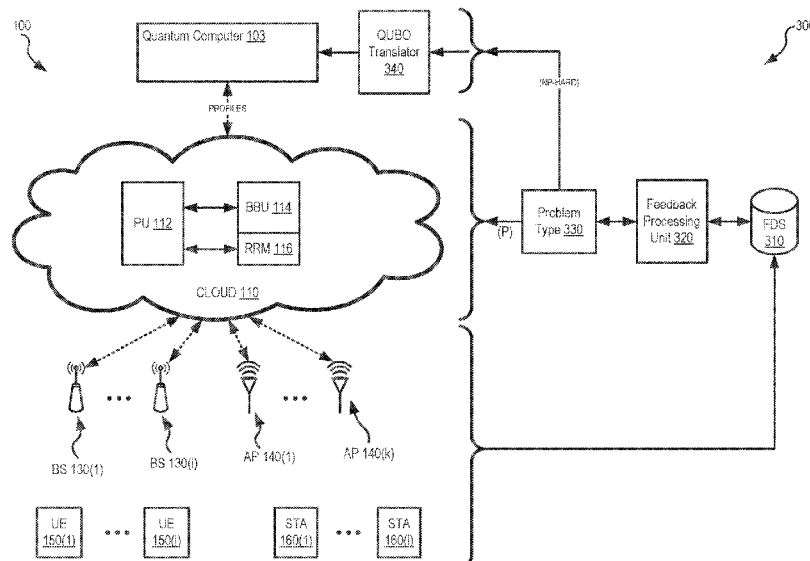 100
Quantum Computer 103
QUBO
Translator
340
300
(NP-HARD)
PROFILES
PU 112
BBU 114
RRM 116
CLOUD 110
(P)
Problem
Type 330
Feedback
Processing
Unit 320
FDS
310
BS 130(1)
BS 130(i)
AP 140(1)
AP 140(k)
UE
150(1)
UE
150(j)
STA
160(1)
STA
160(l)